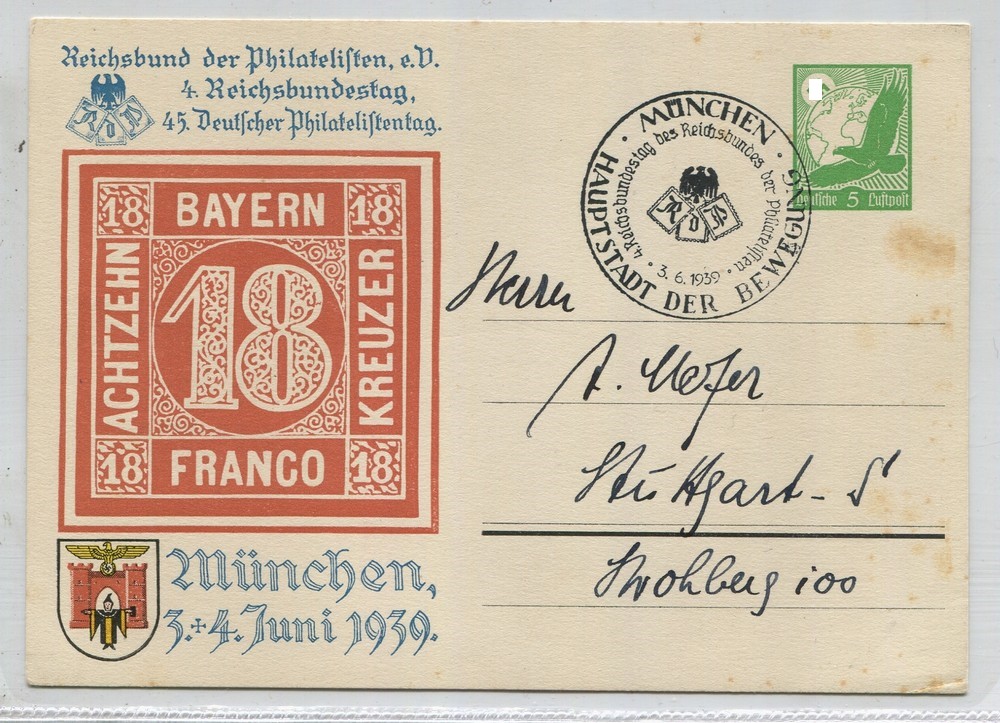 Reichsbund der Philatelisten, e.V.
4. Reichsbundestag,
45. Deutscher Philatelistentag.
R d P
18 BAYERN 18
ACHTZEHN
18
KREUZER
18 FRANCO 18
München,
3.+4. Juni 1939.
MÜNCHEN
HAUPTSTADT DER BEWEGUNG
4. Reichsbundestag des Reichsbundes der Philatelisten
R d P
3. 6. 1939
Deutsche 5 Luftpost
Herrn
A. Moser
Stuttgart - S
Strohberg 100